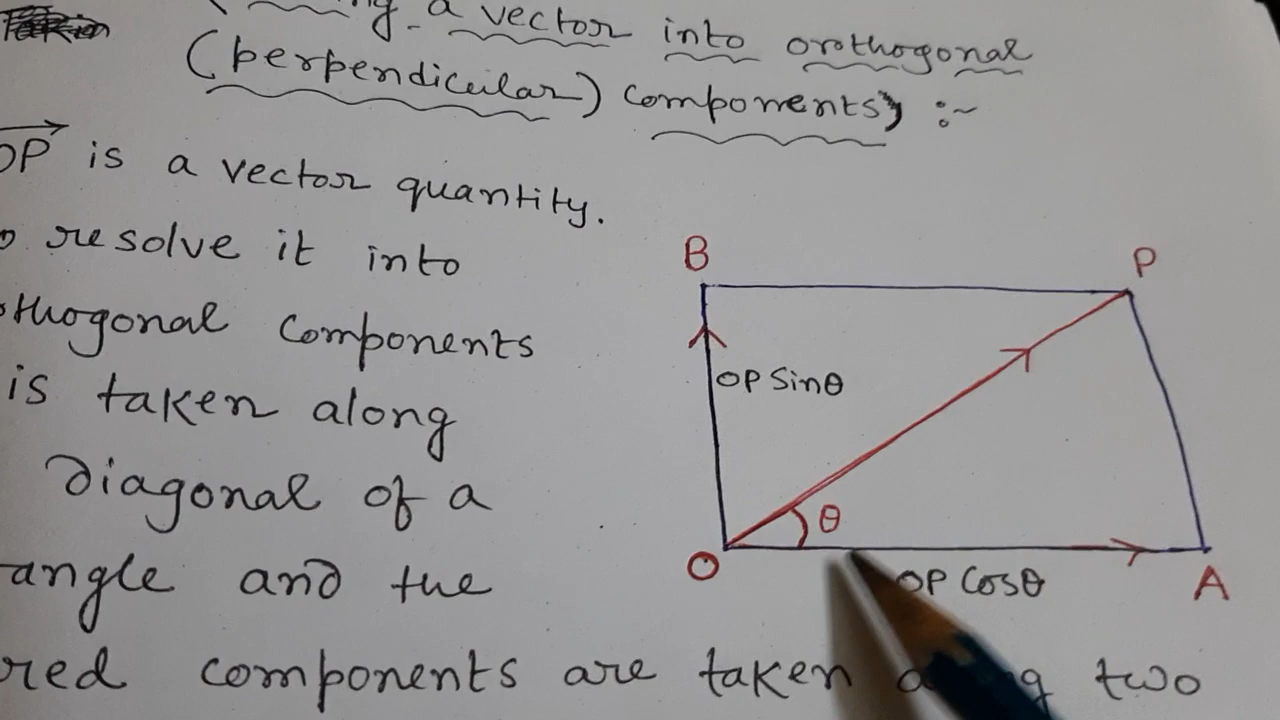 a vector into orthogonal
(perpendicular) components) :~
OP is a vector quantity.
resolve it into
components
is taken along
diagonal of a
and the
components are taken two
B
P
OP Sinθ
θ
O
OP Cosθ
A